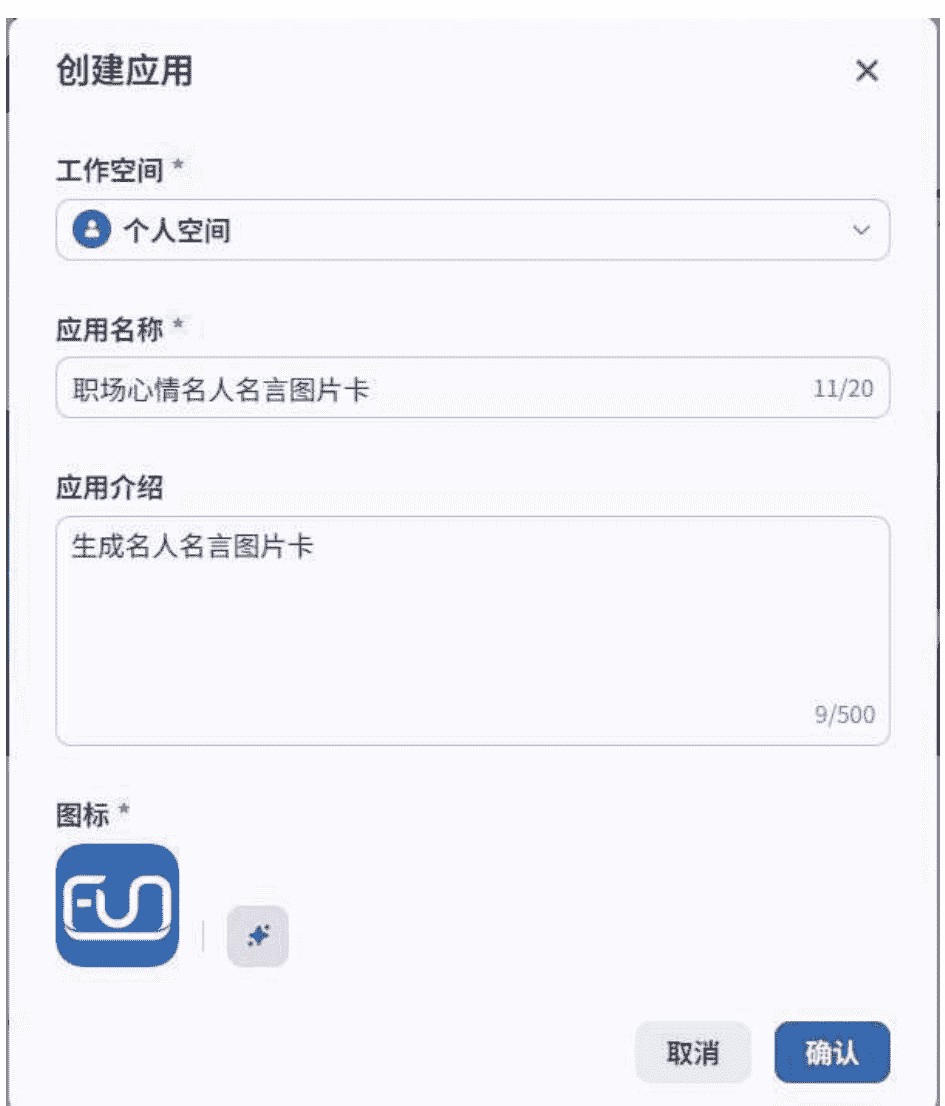 创建应用
工作空间 *
个人空间
应用名称 *
职场心情名人名言图片卡 11/20
应用介绍
生成名人名言图片卡
9/500
图标 *
FUN
取消 确认